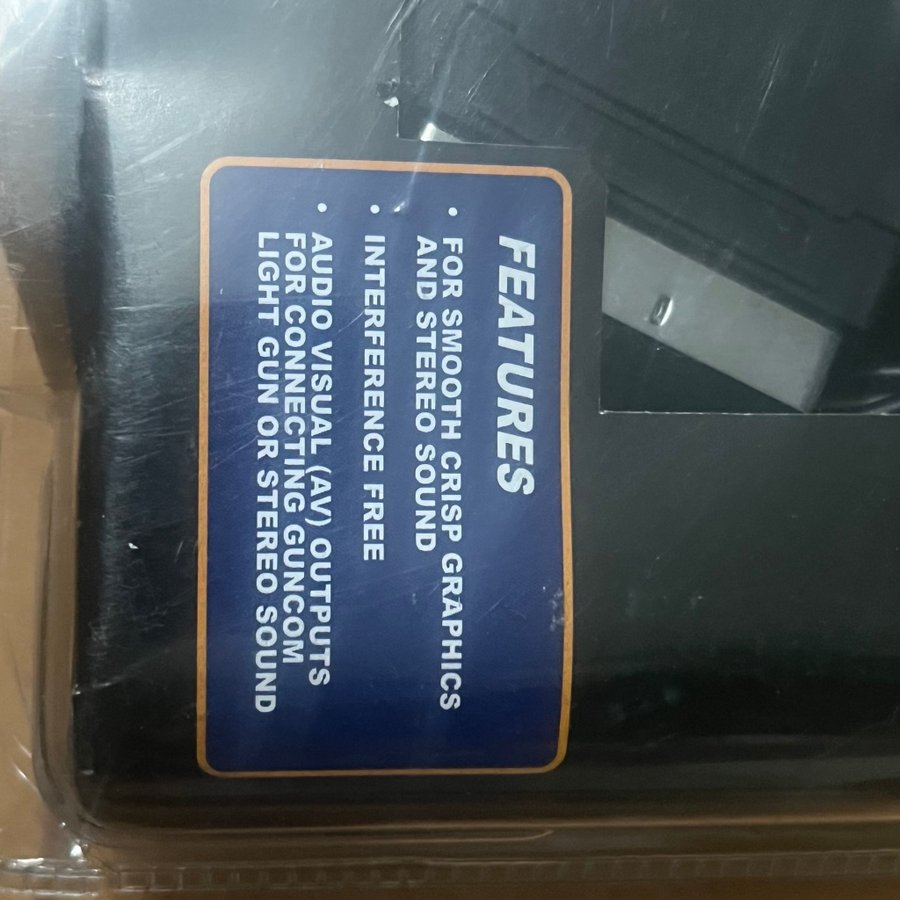 FEATURES
• FOR SMOOTH CRISP GRAPHICS
AND STEREO SOUND
• INTERFERENCE FREE
• AUDIO VISUAL (AV) OUTPUTS
FOR CONNECTING GUNCOM
LIGHT GUN OR STEREO SOUND